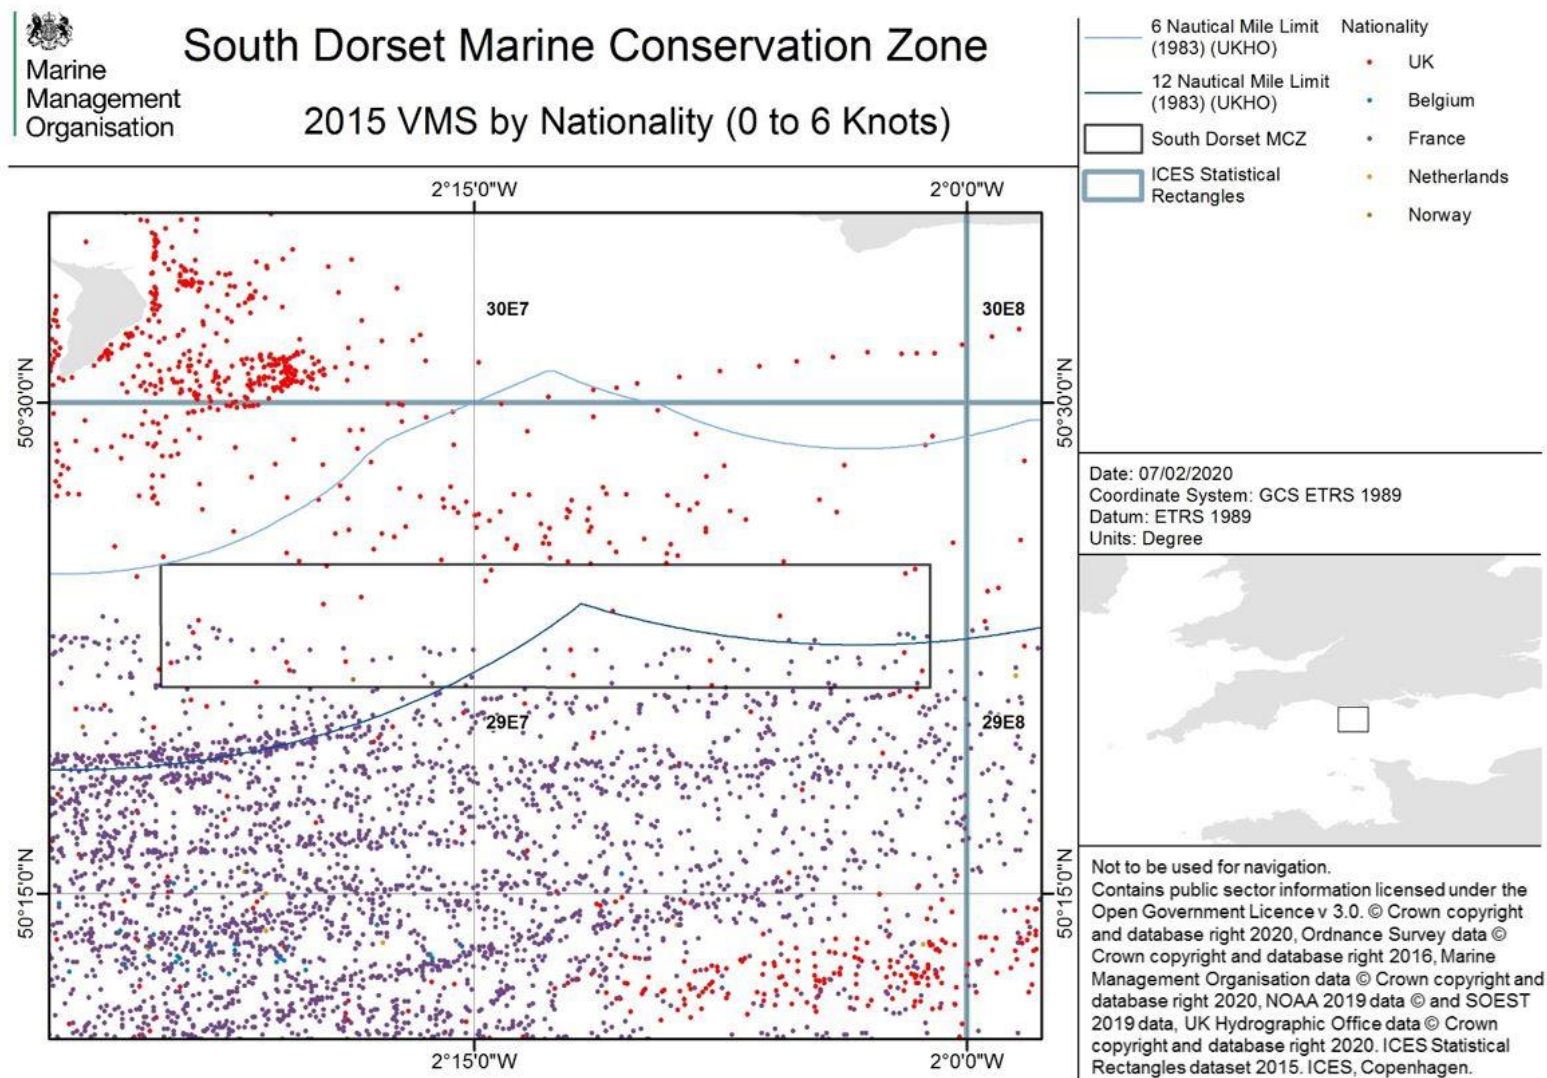 Marine
Management
Organisation
South Dorset Marine Conservation Zone
2015 VMS by Nationality (0 to 6 Knots)
6 Nautical Mile Limit
(1983) (UKHO)
12 Nautical Mile Limit
(1983) (UKHO)
South Dorset MCZ
ICES Statistical
Rectangles
Nationality
UK
Belgium
France
Netherlands
Norway
2°15'0"W
2°0'0"W
30E7
30E8
50°30'0"N
50°30'0"N
29E7
29E8
50°15'0"N
50°15'0"N
2°15'0"W
2°0'0"W
Date: 07/02/2020
Coordinate System: GCS ETRS 1989
Datum: ETRS 1989
Units: Degree
Not to be used for navigation.
Contains public sector information licensed under the
Open Government Licence v 3.0. © Crown copyright
and database right 2020, Ordnance Survey data ©
Crown copyright and database right 2016, Marine
Management Organisation data © Crown copyright and
database right 2020, NOAA 2019 data © and SOEST
2019 data, UK Hydrographic Office data © Crown
copyright and database right 2020. ICES Statistical
Rectangles dataset 2015. ICES, Copenhagen.